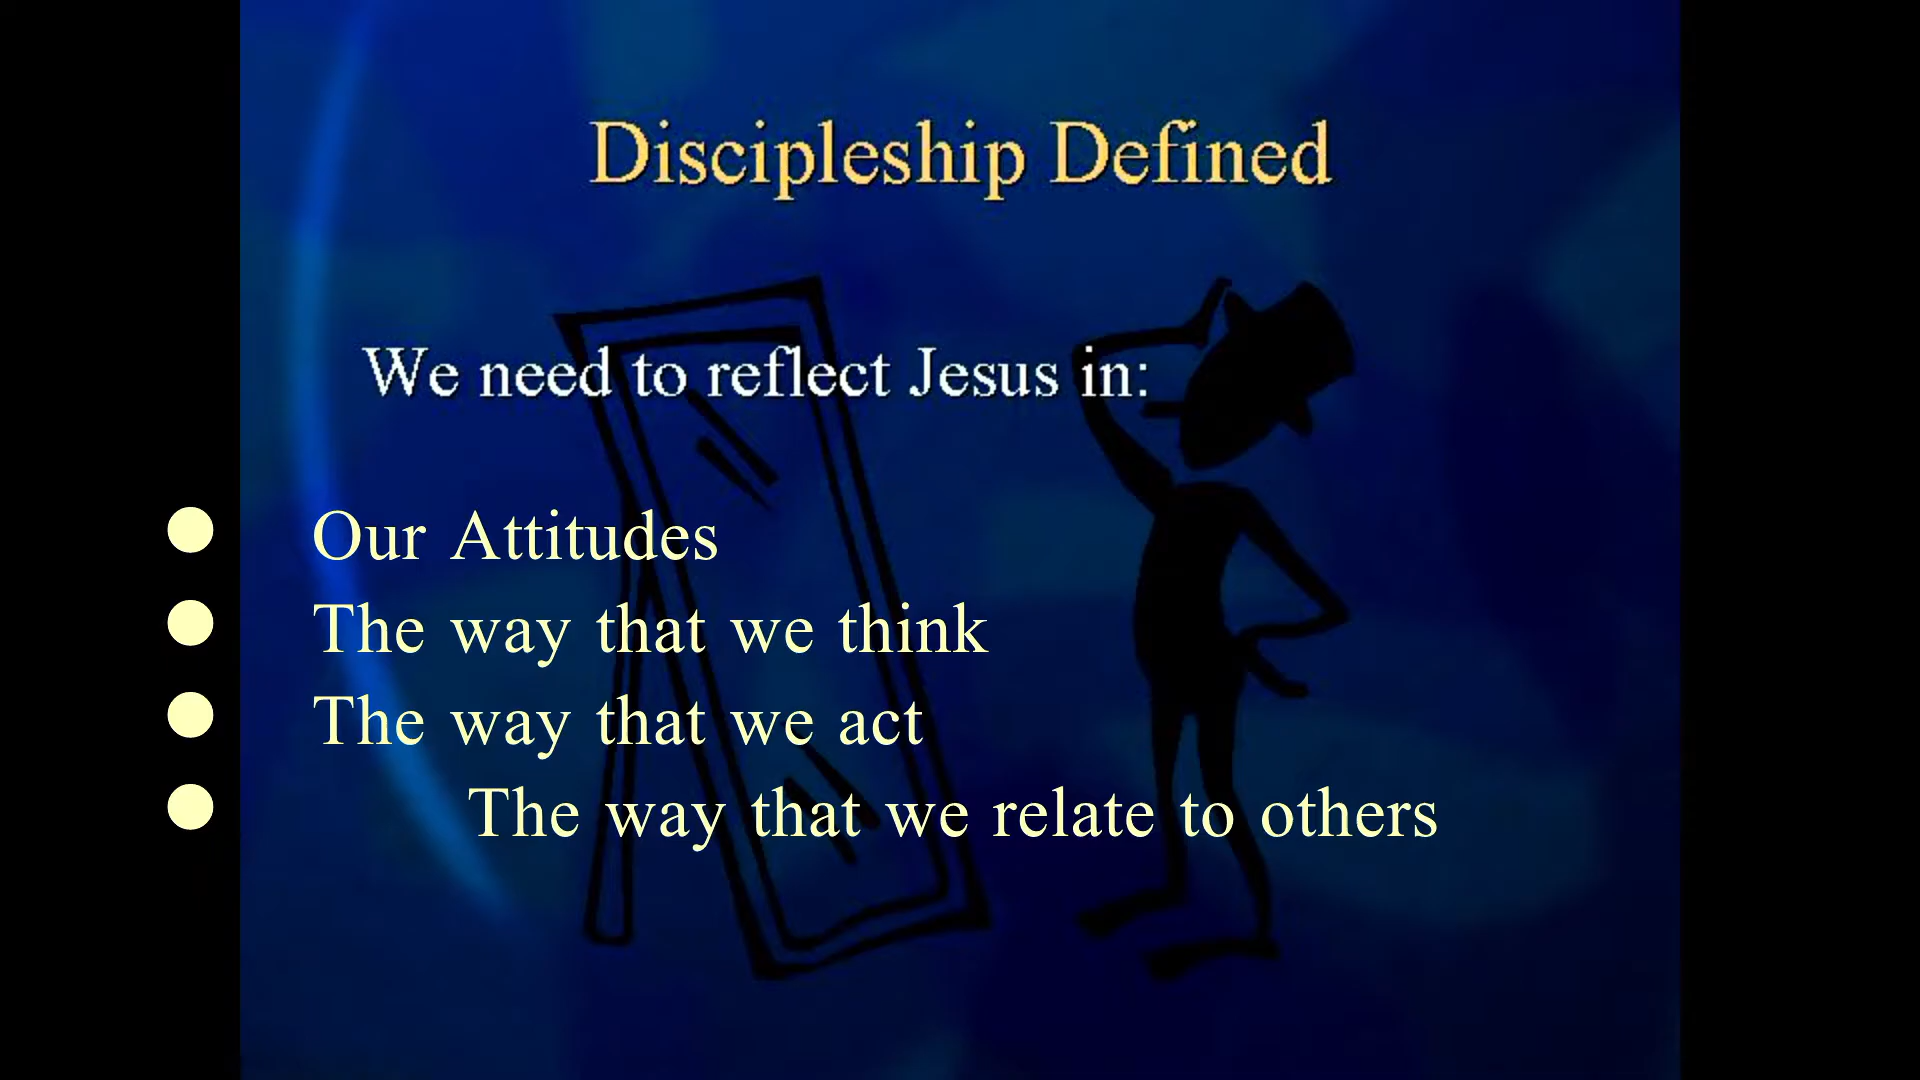 Discipleship Defined
We need to reflect Jesus in:
● Our Attitudes
● The way that we think
● The way that we act
● The way that we relate to others